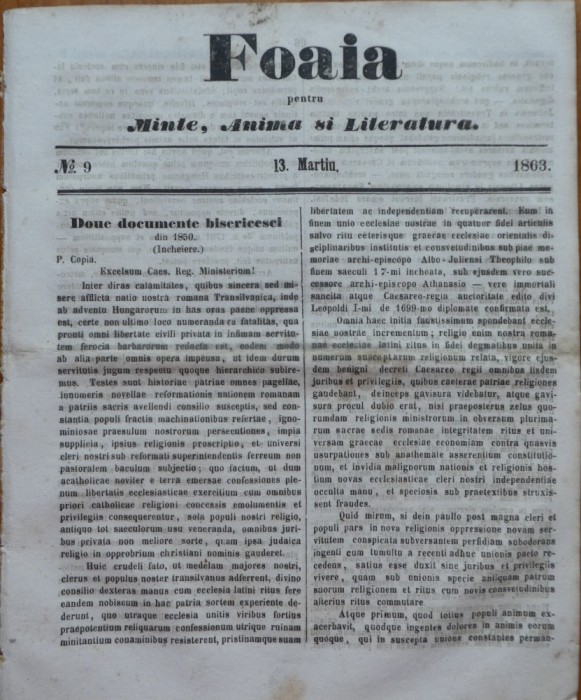 Foaia
pentru
Minte, Anima si Literatura.
№ 9 13. Martiu, 1863.
Doue documente bisericesci
din 1850.
(Incheiere.)
P. Copia.
Excelsum Caes. Reg. Ministerium!
Inter diras calamitates, quibus sincera sed mi-
sere afflicta natio nostra romana Transilvanica, inde
ab adventu Hungarorum in has oras paene oppressa
est, certe non ultimo loco numeranda ea fatalitas, qua
pronti omni libertate civili privata in infimam servitu-
tem ferocia barbarorum redacta est, eodem modo
ab alia parte omnis opera impensa, ut idem durum
servitutis jugum respectu quoque hierarchico subire-
mus. Testes sunt historiae patriae omnes pagellae,
innumeris novellae reformationis nationem romanam
a patriis sacris avellendi consilio susceptis, sed con-
stantia populi fractis machinationibus refertae, igno-
miniosae praesulum nostrorum persecutiones, impia
supplicia, ipsius religionis proscriptio, et universi
cleri nostri sub reformati superintendentis ferreum non
pastoralem baculum subjectio; quo factum, ut dum
acatholicae noviter e terra emersae confessiones ple-
num libertatis ecclesiasticae exercitium cum omnibus
priori catholicae religioni concessis emolumentis et
privilegiis consequerentur, sola populi nostri religio,
antiquo tot saeculorum usu veneranda, omnibus juri-
bus privata non meliore sorte, quam ipsa judaica
religio in opprobrium christiani nominis gauderet.
Huic crudeli fato, ut medelam majores nostri,
clerus et populus noster transilvanus adferrent, divino
consilio dexteras manus cum ecclesia latini ritus fere
eandem nobiscum in hac patria sortem experiente de-
derunt, quo utraque ecclesia unitis viribus fortius
praepotentium reliquarum confessionum utrique ruinam
minitantium conaminibus resisterent, pristinamque suam
libertatem ac independentiam recuperarent. Eum in
finem unio ecclesiae nostrae in quatuor fidei articulis
salvo ritu ceterisque graecae ecclesiae orientalis di-
sciplinaribus institutis et consvetudinibus sub piae me-
moriae archi-episcopo Albo-Juliensi Theophilo sub
finem saeculi 17-mi inchoata, sub ejusdem vero suc-
cessore archi-episcopo Athanasio — vere immortali
sancita atque Caesareo-regia auctoritate edito divi
Leopoldi I-mi de 1699-mo diplomate confirmata est.
Omnia haec initio faustissimum spondebant eccle-
siae nostrae incrementum; religio enim nostra roma-
nae ecclesiae latini ritus in fidei dogmatibus unita in
numerum susceptarum religionum relata, vigore ejus-
dem benigni decreti Caesareo regii omnibus iisdem
juribus et privilegiis, quibus caeterae patriae religiones
gaudebant, deinceps gavisura videbatur, atque gavi-
sura procul dubio erat, nisi praeposterus zelus quo-
rumdam religionis ministrorum in obversum plurima-
rum sacrae sedis romanae integritatem ritus et uni-
versam graecae ecclesiae economiam contra quasvis
usurpationes sub anathemate asserentium constitutio-
num, et invidia malignorum nationis et religionis hos-
tium novas ecclesiasticae cleri nostri independentiae
occulta manu, et speciosis sub praetextibus struxis-
sent fraudes.
Quid mirum, si dein paullo post magna cleri et
populi pars in nova religionis oppressione novam ser-
vitutem conspicata subversantem perfidiam subodorans
ingenti cum tumultu a recenti adhuc unionis pacto re-
cedens, satius esse duxit sine juribus et privilegiis
vivere, quam sub unionis specie antiquam patrum
suorum religionem et ritus cum novis consvetudinibus
alterius ritus commutare
Atque primum, quod totius populi animum ex-
acerbavit, quodque ingentes dolores in animis eorum
quoque, qui in suscepta unione constantes perman-